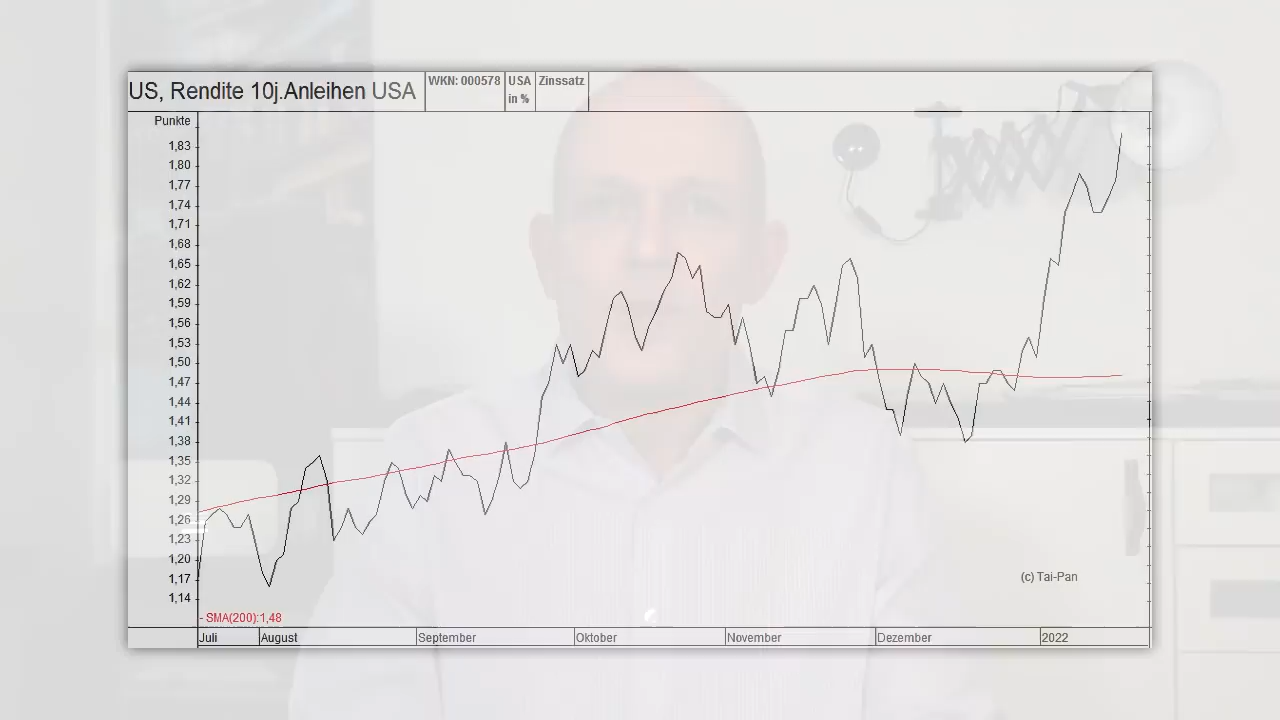 US, Rendite 10j.Anleihen USA
WKN: 000578
USA
in %
Zinssatz
Punkte
1,83
1,80
1,77
1,74
1,71
1,68
1,65
1,62
1,59
1,56
1,53
1,50
1,47
1,44
1,41
1,38
1,35
1,32
1,29
1,26
1,23
1,20
1,17
1,14
(c) Tai-Pan
- SMA(200):1,48
Juli
August
September
Oktober
November
Dezember
2022